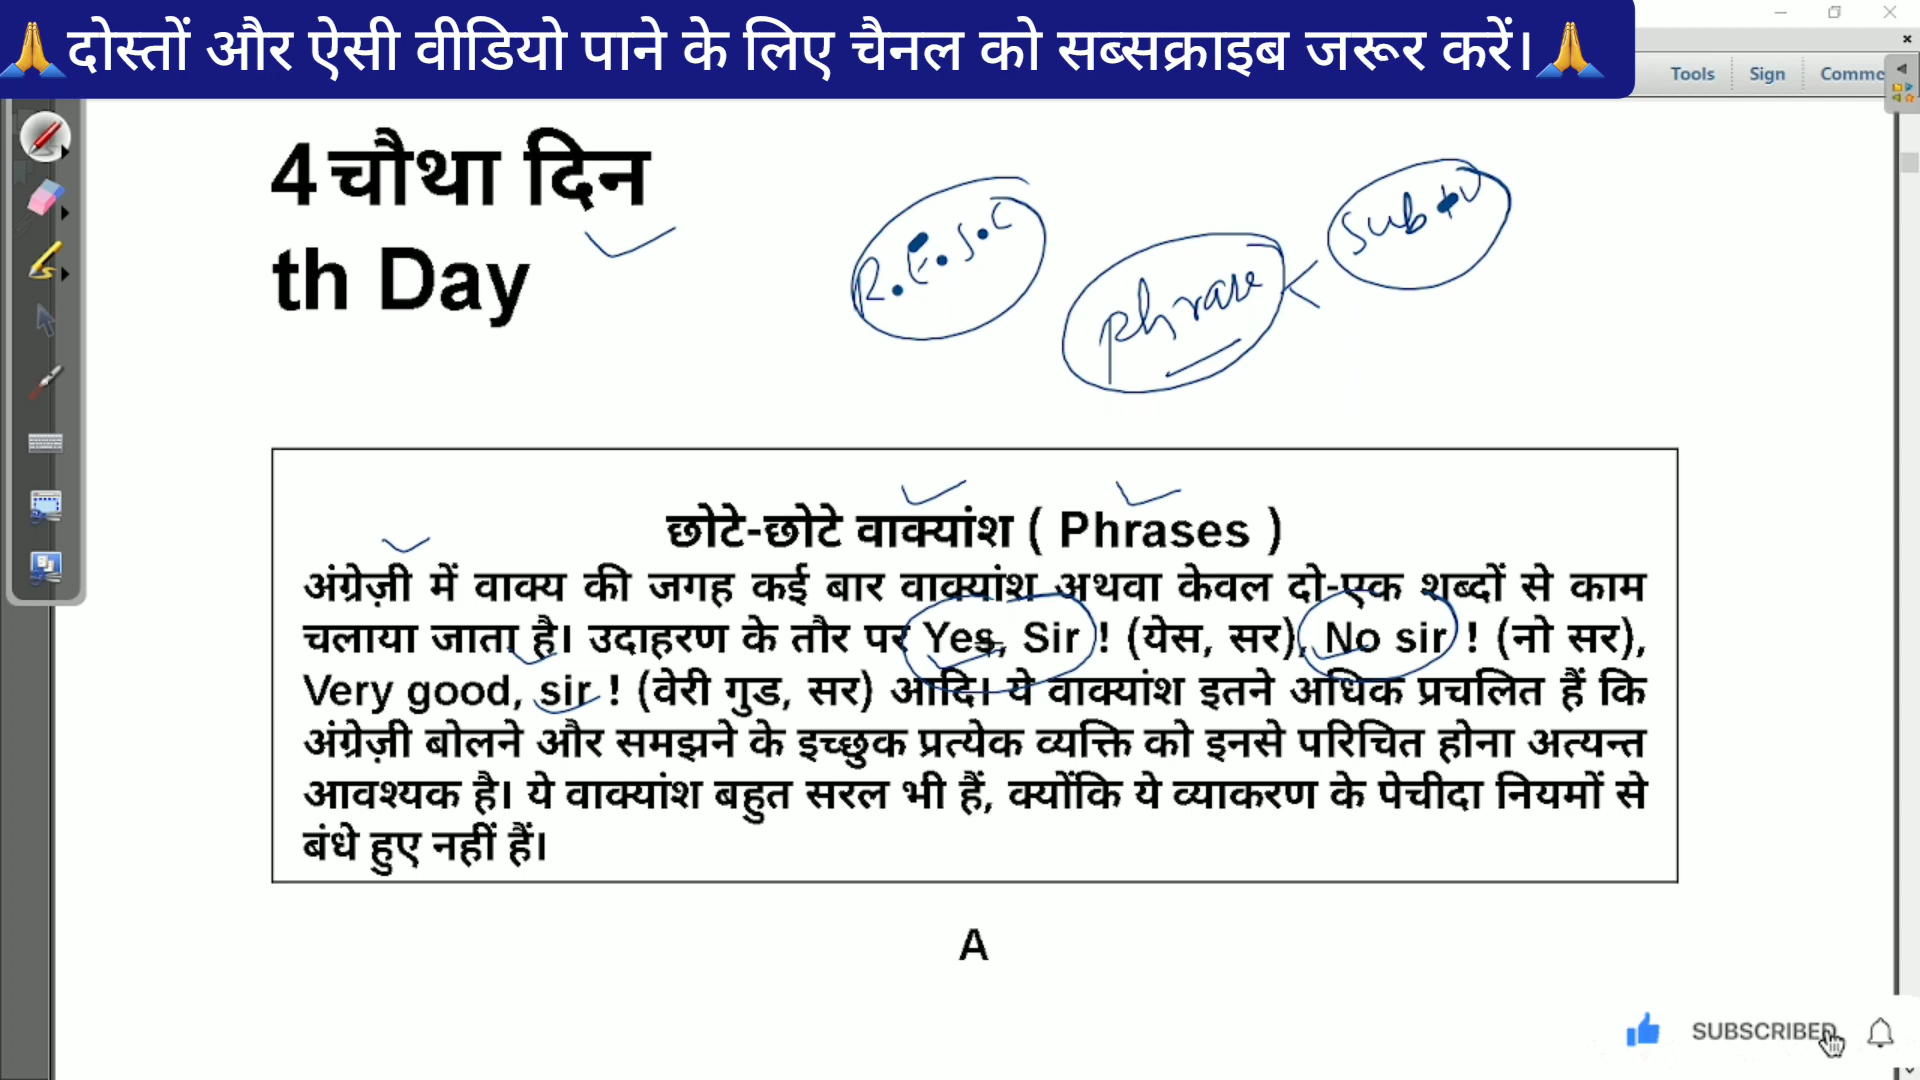 🙏दोस्तों और ऐसी वीडियो पाने के लिए चैनल को सब्सक्राइब जरूर करें।🙏
Tools Sign Comme
4 चौथा दिन
th Day
R.E.S.C
phrase
sub + v
छोटे-छोटे वाक्यांश ( Phrases )
अंग्रेज़ी में वाक्य की जगह कई बार वाक्यांश अथवा केवल दो-एक शब्दों से काम
चलाया जाता है। उदाहरण के तौर पर Yes, Sir ! (येस, सर), No sir ! (नो सर),
Very good, sir ! (वेरी गुड, सर) आदि। ये वाक्यांश इतने अधिक प्रचलित हैं कि
अंग्रेज़ी बोलने और समझने के इच्छुक प्रत्येक व्यक्ति को इनसे परिचित होना अत्यन्त
आवश्यक है। ये वाक्यांश बहुत सरल भी हैं, क्योंकि ये व्याकरण के पेचीदा नियमों से
बंधे हुए नहीं हैं।
A
SUBSCRIBED